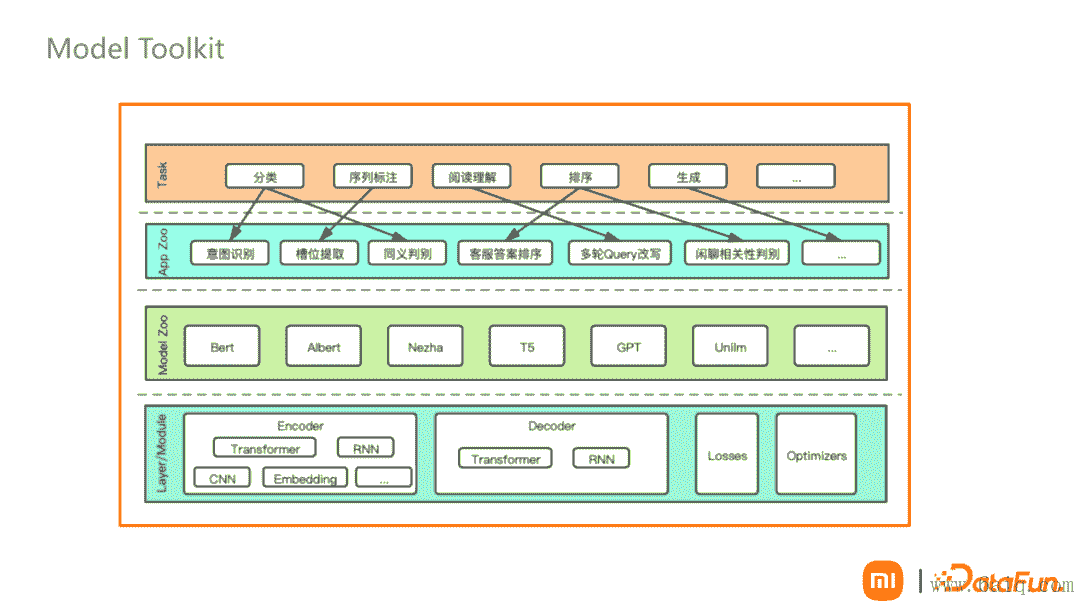 Model Toolkit
Task
分类
序列标注
阅读理解
排序
生成
...
App Zoo
意图识别
槽位提取
同义判别
客服答案排序
多轮Query改写
闲聊相关性判别
...
Model Zoo
Bert
Albert
Nezha
T5
GPT
Unilm
...
Layer/Module
Encoder
Transformer
RNN
CNN
Embedding
...
Decoder
Transformer
RNN
Losses
Optimizers
mi
DataFun.